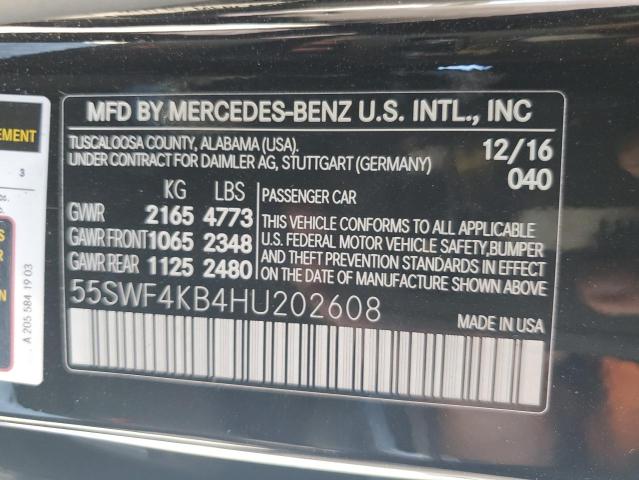 MFD BY MERCEDES-BENZ U.S. INTL., INC
TUSCALOOSA COUNTY, ALABAMA (USA).
UNDER CONTRACT FOR DAIMLER AG, STUTTGART (GERMANY)
12/16
040
KG LBS
GVWR 2165 4773
GAWR FRONT 1065 2348
GAWR REAR 1125 2480
PASSENGER CAR
THIS VEHICLE CONFORMS TO ALL APPLICABLE
U.S. FEDERAL MOTOR VEHICLE SAFETY,BUMPER
AND THEFT PREVENTION STANDARDS IN EFFECT
ON THE DATE OF MANUFACTURE SHOWN ABOVE.
55SWF4KB4HU202608
MADE IN USA
EMENT
3
A 205 584 19 03